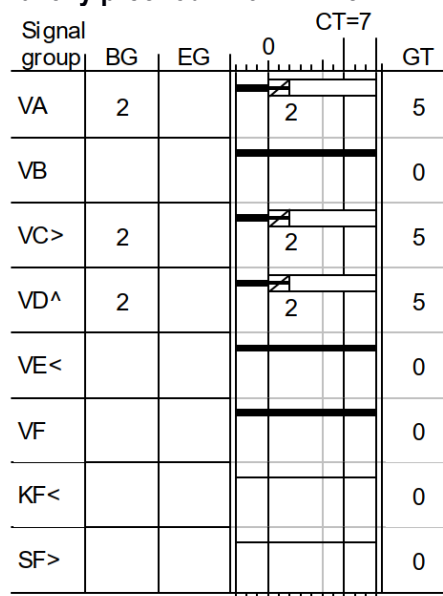 Signal group BG EG 0 CT=7 GT
VA 2 2 5
VB 0
VC> 2 2 5
VD^ 2 2 5
VE< 0
VF 0
KF< 0
SF> 0